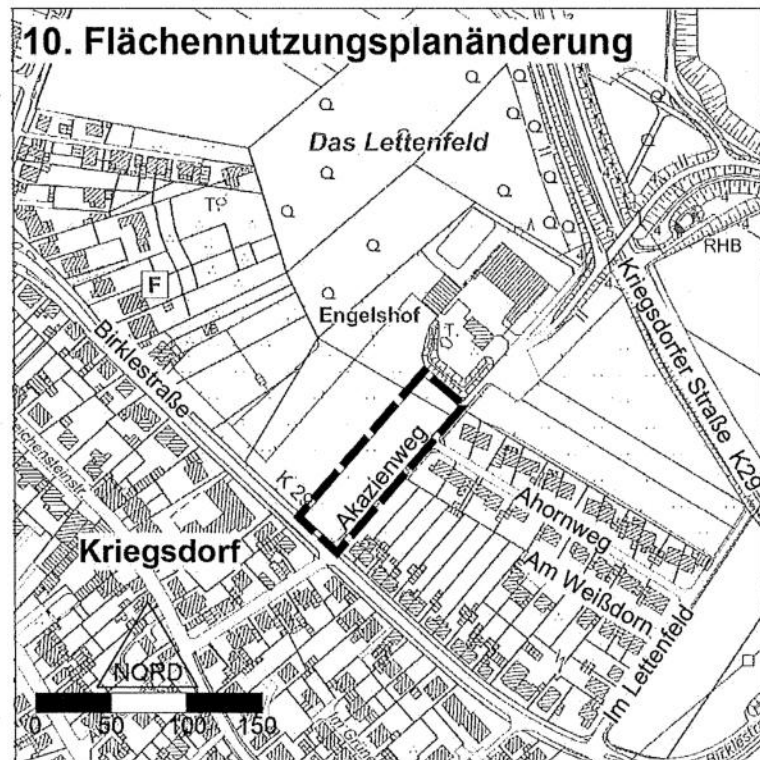 10. Flächennutzungsplanänderung
Das Lettenfeld
RHB
F
Engelshof
T.
Kriegsdorfer Straße K29
Birklestraße
K 29
Akazienweg
Ahornweg
Am Weißdorn
Im Lettenfeld
Kriegsdorf
NORD
0 50 100 150